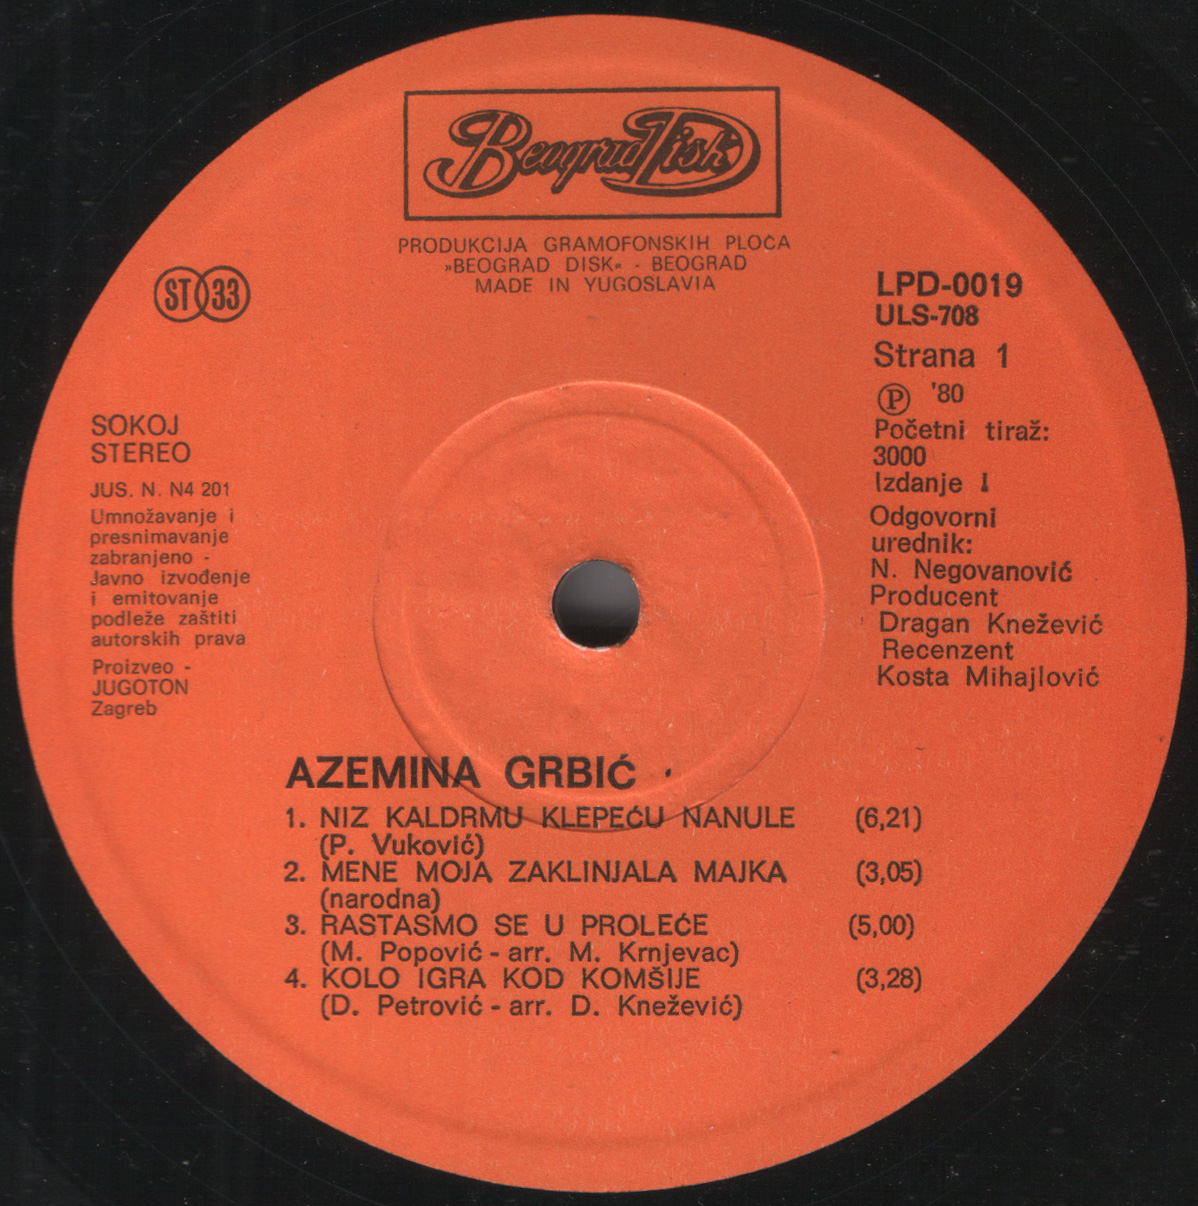 Beograd Disk
PRODUKCIJA GRAMOFONSKIH PLOČA
»BEOGRAD DISK« - BEOGRAD
MADE IN YUGOSLAVIA
ST 33
LPD-0019
ULS-708
Strana 1
Ⓟ '80
Početni tiraž:
3000
Izdanje I
Odgovorni
urednik:
N. Negovanović
Producent
Dragan Knežević
Recenzent
Kosta Mihajlović
SOKOJ
STEREO
JUS. N. N4 201
Umnožavanje i
presnimavanje
zabranjeno -
Javno izvođenje
i emitovanje
podleže zaštiti
autorskih prava
Proizveo -
JUGOTON
Zagreb
AZEMINA GRBIĆ
1. NIZ KALDRMU KLEPEĆU NANULE (6,21)
(P. Vuković)
2. MENE MOJA ZAKLINJALA MAJKA (3,05)
(narodna)
3. RASTASMO SE U PROLEĆE (5,00)
(M. Popović - arr. M. Krnjevac)
4. KOLO IGRA KOD KOMŠIJE (3,28)
(D. Petrović - arr. D. Knežević)